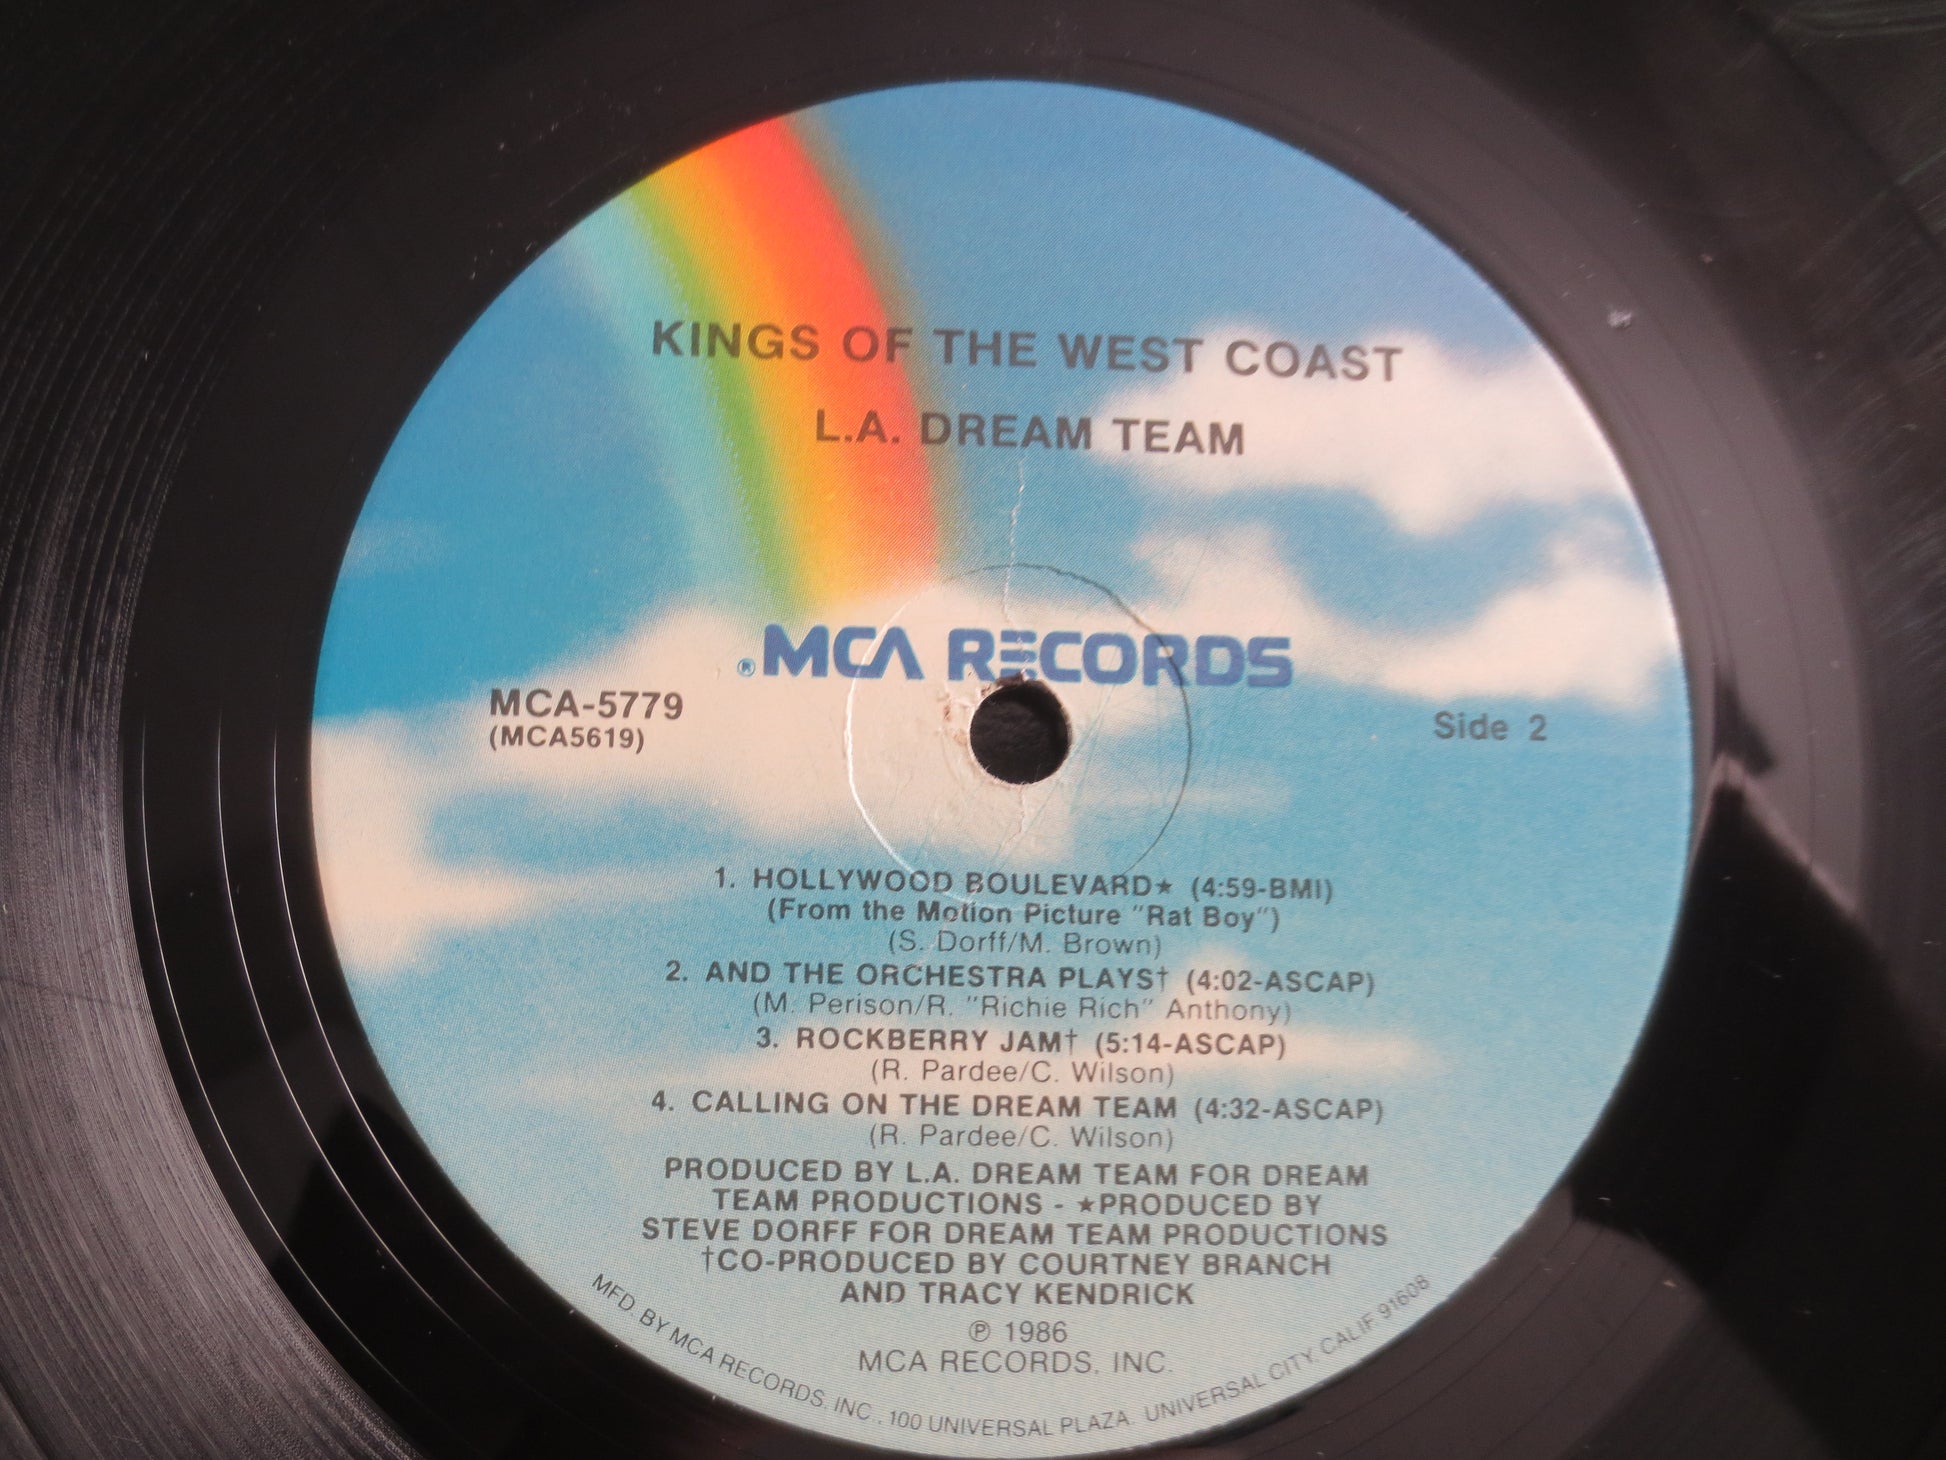 KINGS OF THE WEST COAST
L.A. DREAM TEAM
® MCA RECORDS
MCA-5779
(MCA5619)
Side 2
1. HOLLYWOOD BOULEVARD★ (4:59-BMI)
(From the Motion Picture "Rat Boy")
(S. Dorff/M. Brown)
2. AND THE ORCHESTRA PLAYS† (4:02-ASCAP)
(M. Perison/R. "Richie Rich" Anthony)
3. ROCKBERRY JAM† (5:14-ASCAP)
(R. Pardee/C. Wilson)
4. CALLING ON THE DREAM TEAM (4:32-ASCAP)
(R. Pardee/C. Wilson)
PRODUCED BY L.A. DREAM TEAM FOR DREAM
TEAM PRODUCTIONS - ★PRODUCED BY
STEVE DORFF FOR DREAM TEAM PRODUCTIONS
†CO-PRODUCED BY COURTNEY BRANCH
AND TRACY KENDRICK
℗ 1986
MCA RECORDS, INC.
MFD. BY MCA RECORDS, INC., 100 UNIVERSAL PLAZA, UNIVERSAL CITY, CALIF. 91608